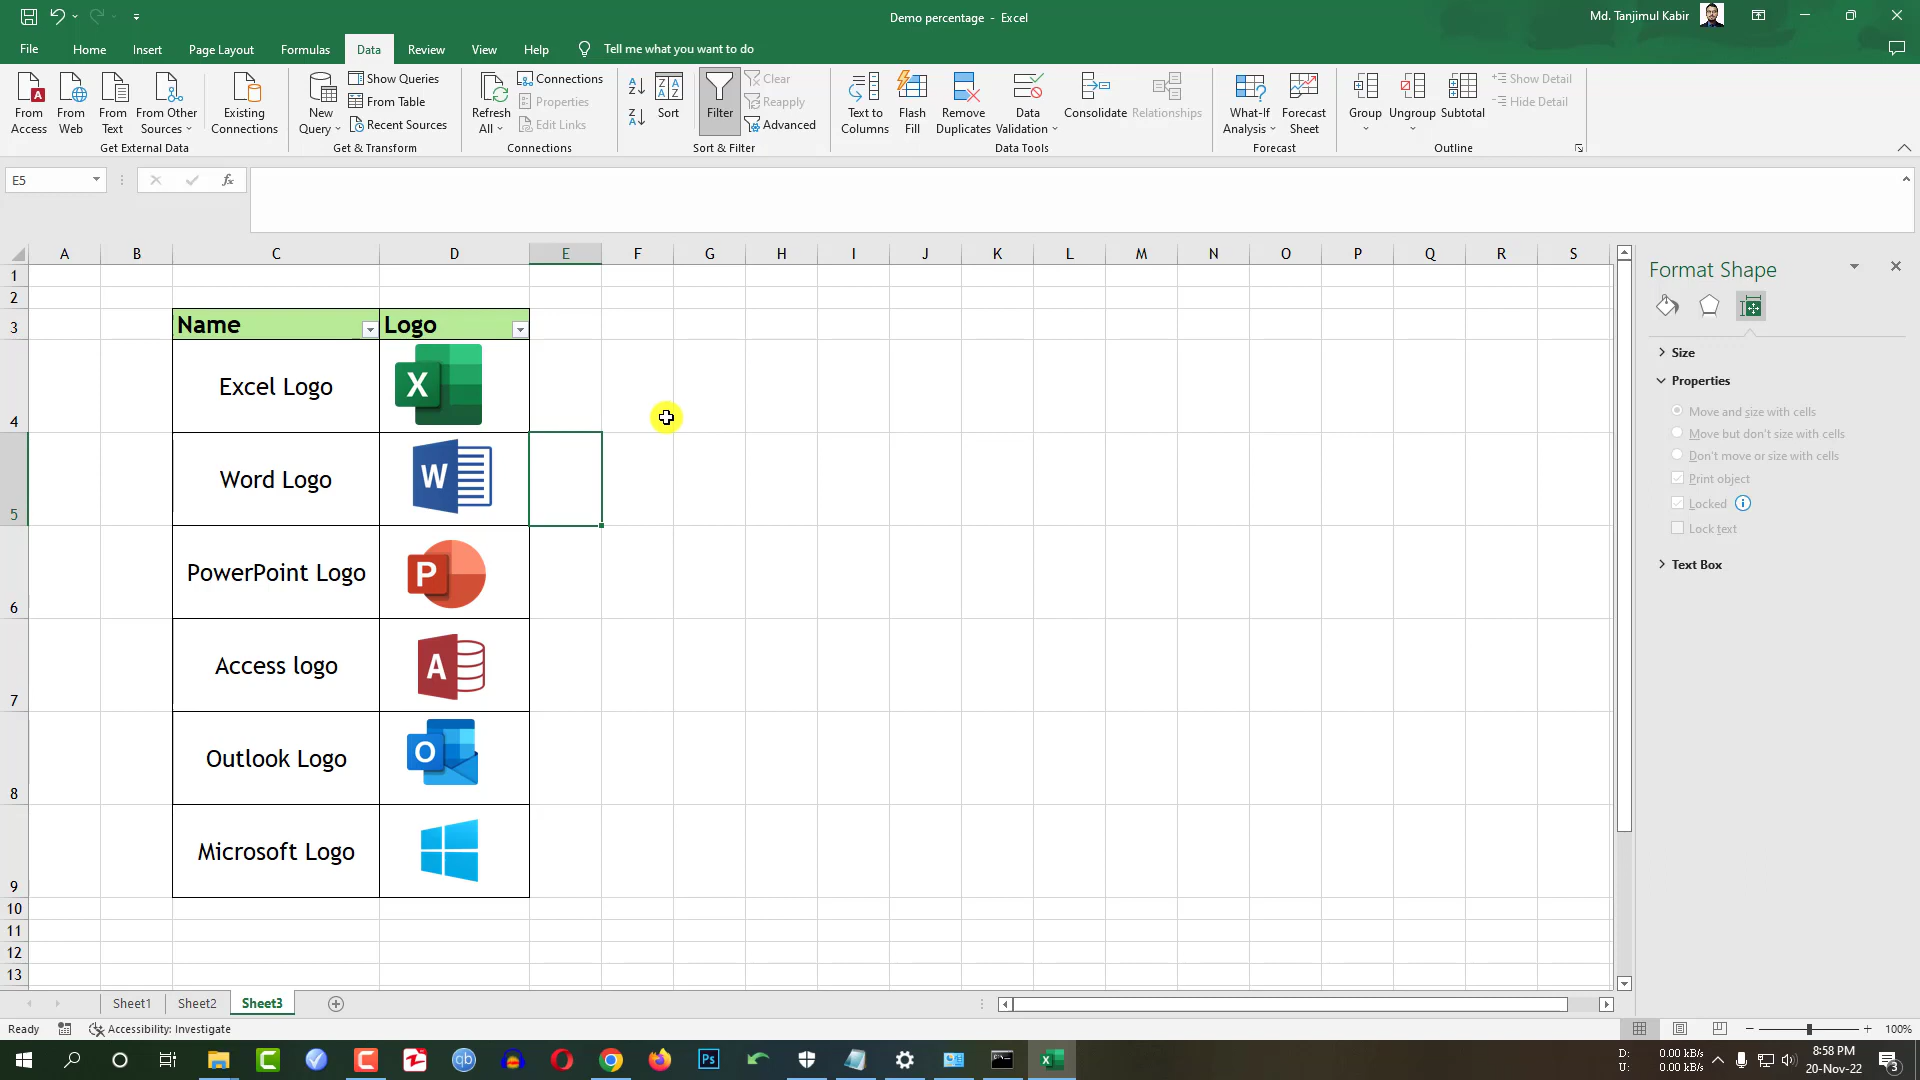 Demo percentage - Excel
Md. Tanjimul Kabir
File Home Insert Page Layout Formulas Data Review View Help Tell me what you want to do
From Access
From Web
From Text
From Other Sources
Existing Connections
Get External Data
New Query
Show Queries
From Table
Recent Sources
Get & Transform
Refresh All
Connections
Properties
Edit Links
Connections
Sort
Filter
Clear
Reapply
Advanced
Sort & Filter
Text to Columns
Flash Fill
Remove Duplicates
Data Validation
Consolidate
Relationships
Data Tools
What-If Analysis
Forecast Sheet
Forecast
Group
Ungroup
Subtotal
Show Detail
Hide Detail
Outline
E5
fx
A B C D E F G H I J K L M N O P Q R S
1
2
3 Name Logo
4 Excel Logo X
5 Word Logo W
6 PowerPoint Logo P
7 Access logo A
8 Outlook Logo O
9 Microsoft Logo
10
11
12
13
Format Shape
Size
Properties
Move and size with cells
Move but don't size with cells
Don't move or size with cells
Print object
Locked
Lock text
Text Box
Sheet1 Sheet2 Sheet3
Ready Accessibility: Investigate
100%
D: 0.00 kB/s
U: 0.00 kB/s
8:58 PM
20-Nov-22
3